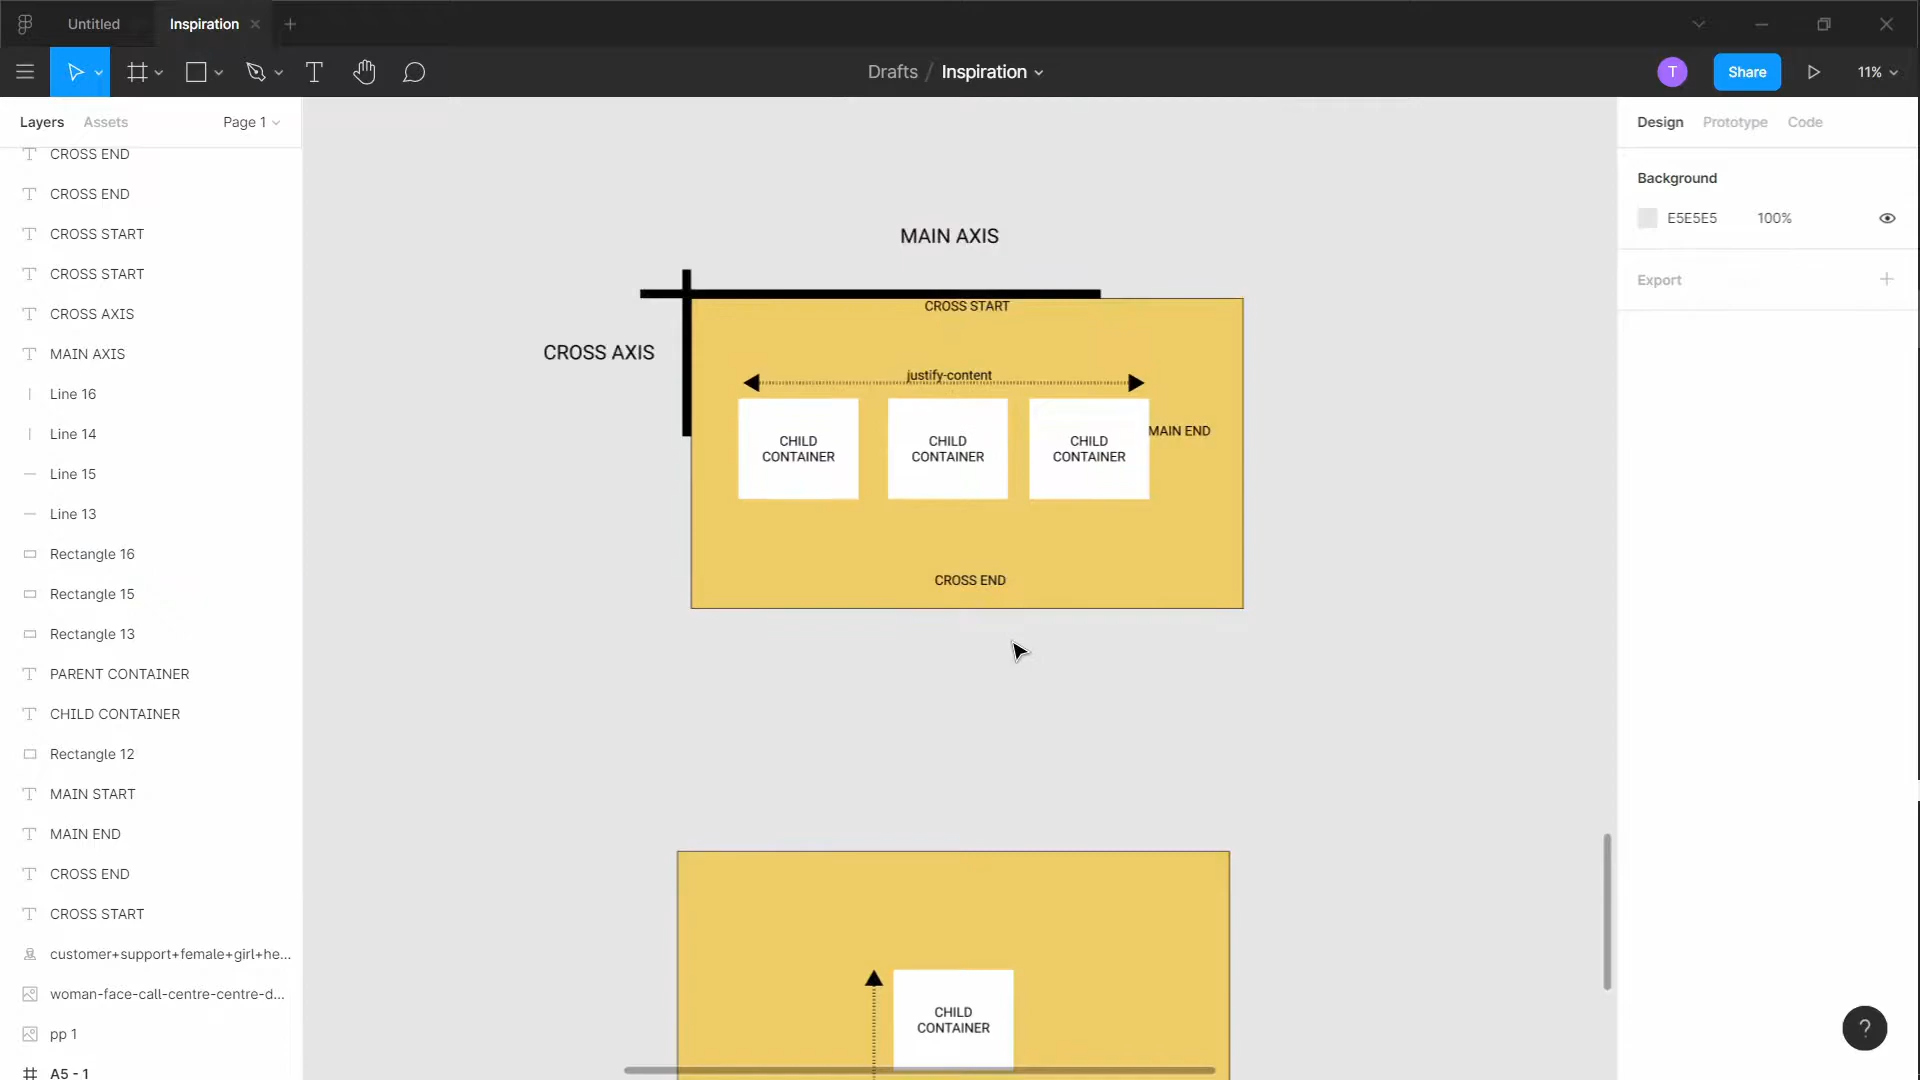 Untitled
Inspiration
Drafts / Inspiration
T
Share
11%
Layers
Assets
Page 1
CROSS END
CROSS END
CROSS START
CROSS START
CROSS AXIS
MAIN AXIS
Line 16
Line 14
Line 15
Line 13
Rectangle 16
Rectangle 15
Rectangle 13
PARENT CONTAINER
CHILD CONTAINER
Rectangle 12
MAIN START
MAIN END
CROSS END
CROSS START
customer+support+female+girl+he...
woman-face-call-centre-centre-d...
pp 1
A5 - 1
MAIN AXIS
CROSS START
CROSS AXIS
justify-content
CHILD
CONTAINER
CHILD
CONTAINER
CHILD
CONTAINER
MAIN END
CROSS END
CHILD
CONTAINER
Design
Prototype
Code
Background
E5E5E5
100%
Export
?